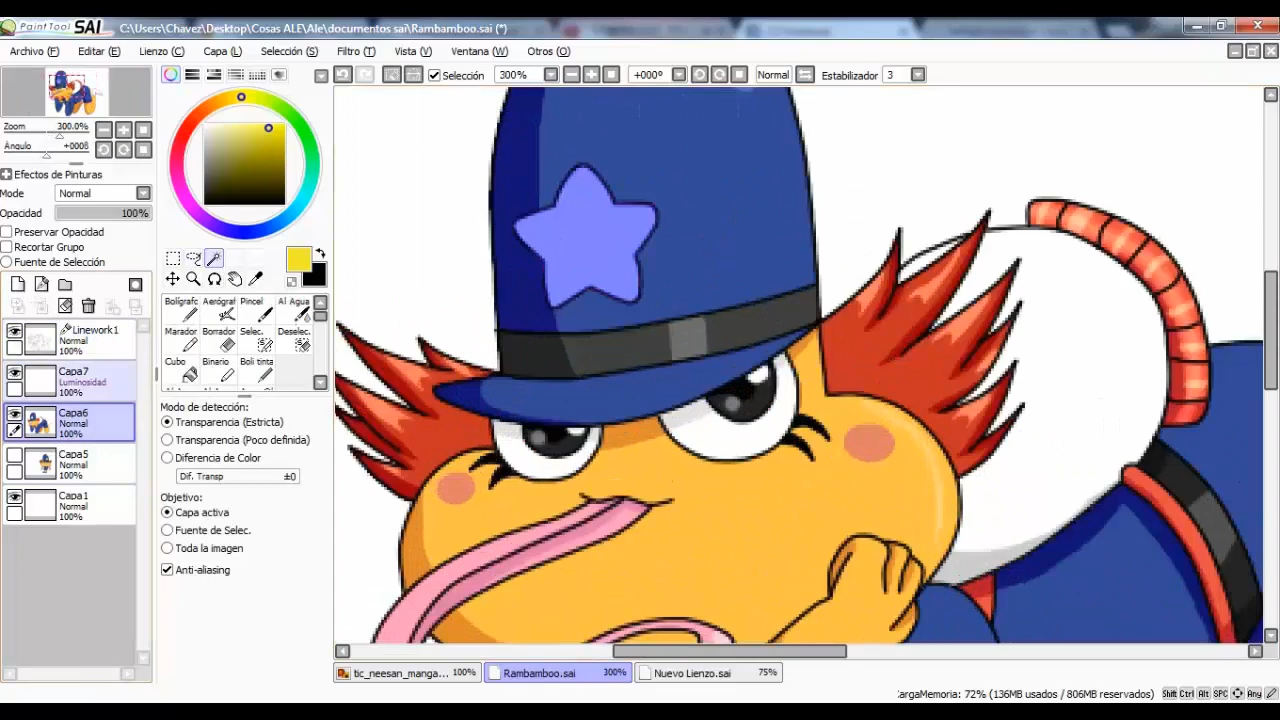 PaintTool SAI C:\Users\Chavez\Desktop\Cosas ALE\Ale\documentos sai\Rambamboo.sai (*)
Archivo (F) Editar (E) Lienzo (C) Capa (L) Selección (S) Filtro (T) Vista (V) Ventana (W) Otros (O)
Selección 300% +000º Normal Estabilizador 3
Zoom 300.0%
Ángulo +000ß
Efectos de Pinturas
Mode Normal
Opacidad 100%
Preservar Opacidad
Recortar Grupo
Fuente de Selección
Linework1
Normal
100%
Capa7
Luminosidad
100%
Capa6
Normal
100%
Capa5
Normal
100%
Capa1
Normal
100%
Bolígrafc Aerógraf Pincel Al Agua
Marador Borrador Selec. Deselec.
Cubo Binario Boli tinta
Modo de detección:
Transparencia (Estricta)
Transparencia (Poco definida)
Diferencia de Color
Dif. Transp ±0
Objetivo:
Capa activa
Fuente de Selec.
Toda la imagen
Anti-aliasing
tic_neesan_manga... 100% Rambamboo.sai 300% Nuevo Lienzo.sai 75%
CargaMemoria: 72% (136MB usados / 806MB reservados) Shift Ctrl Alt SPC Any